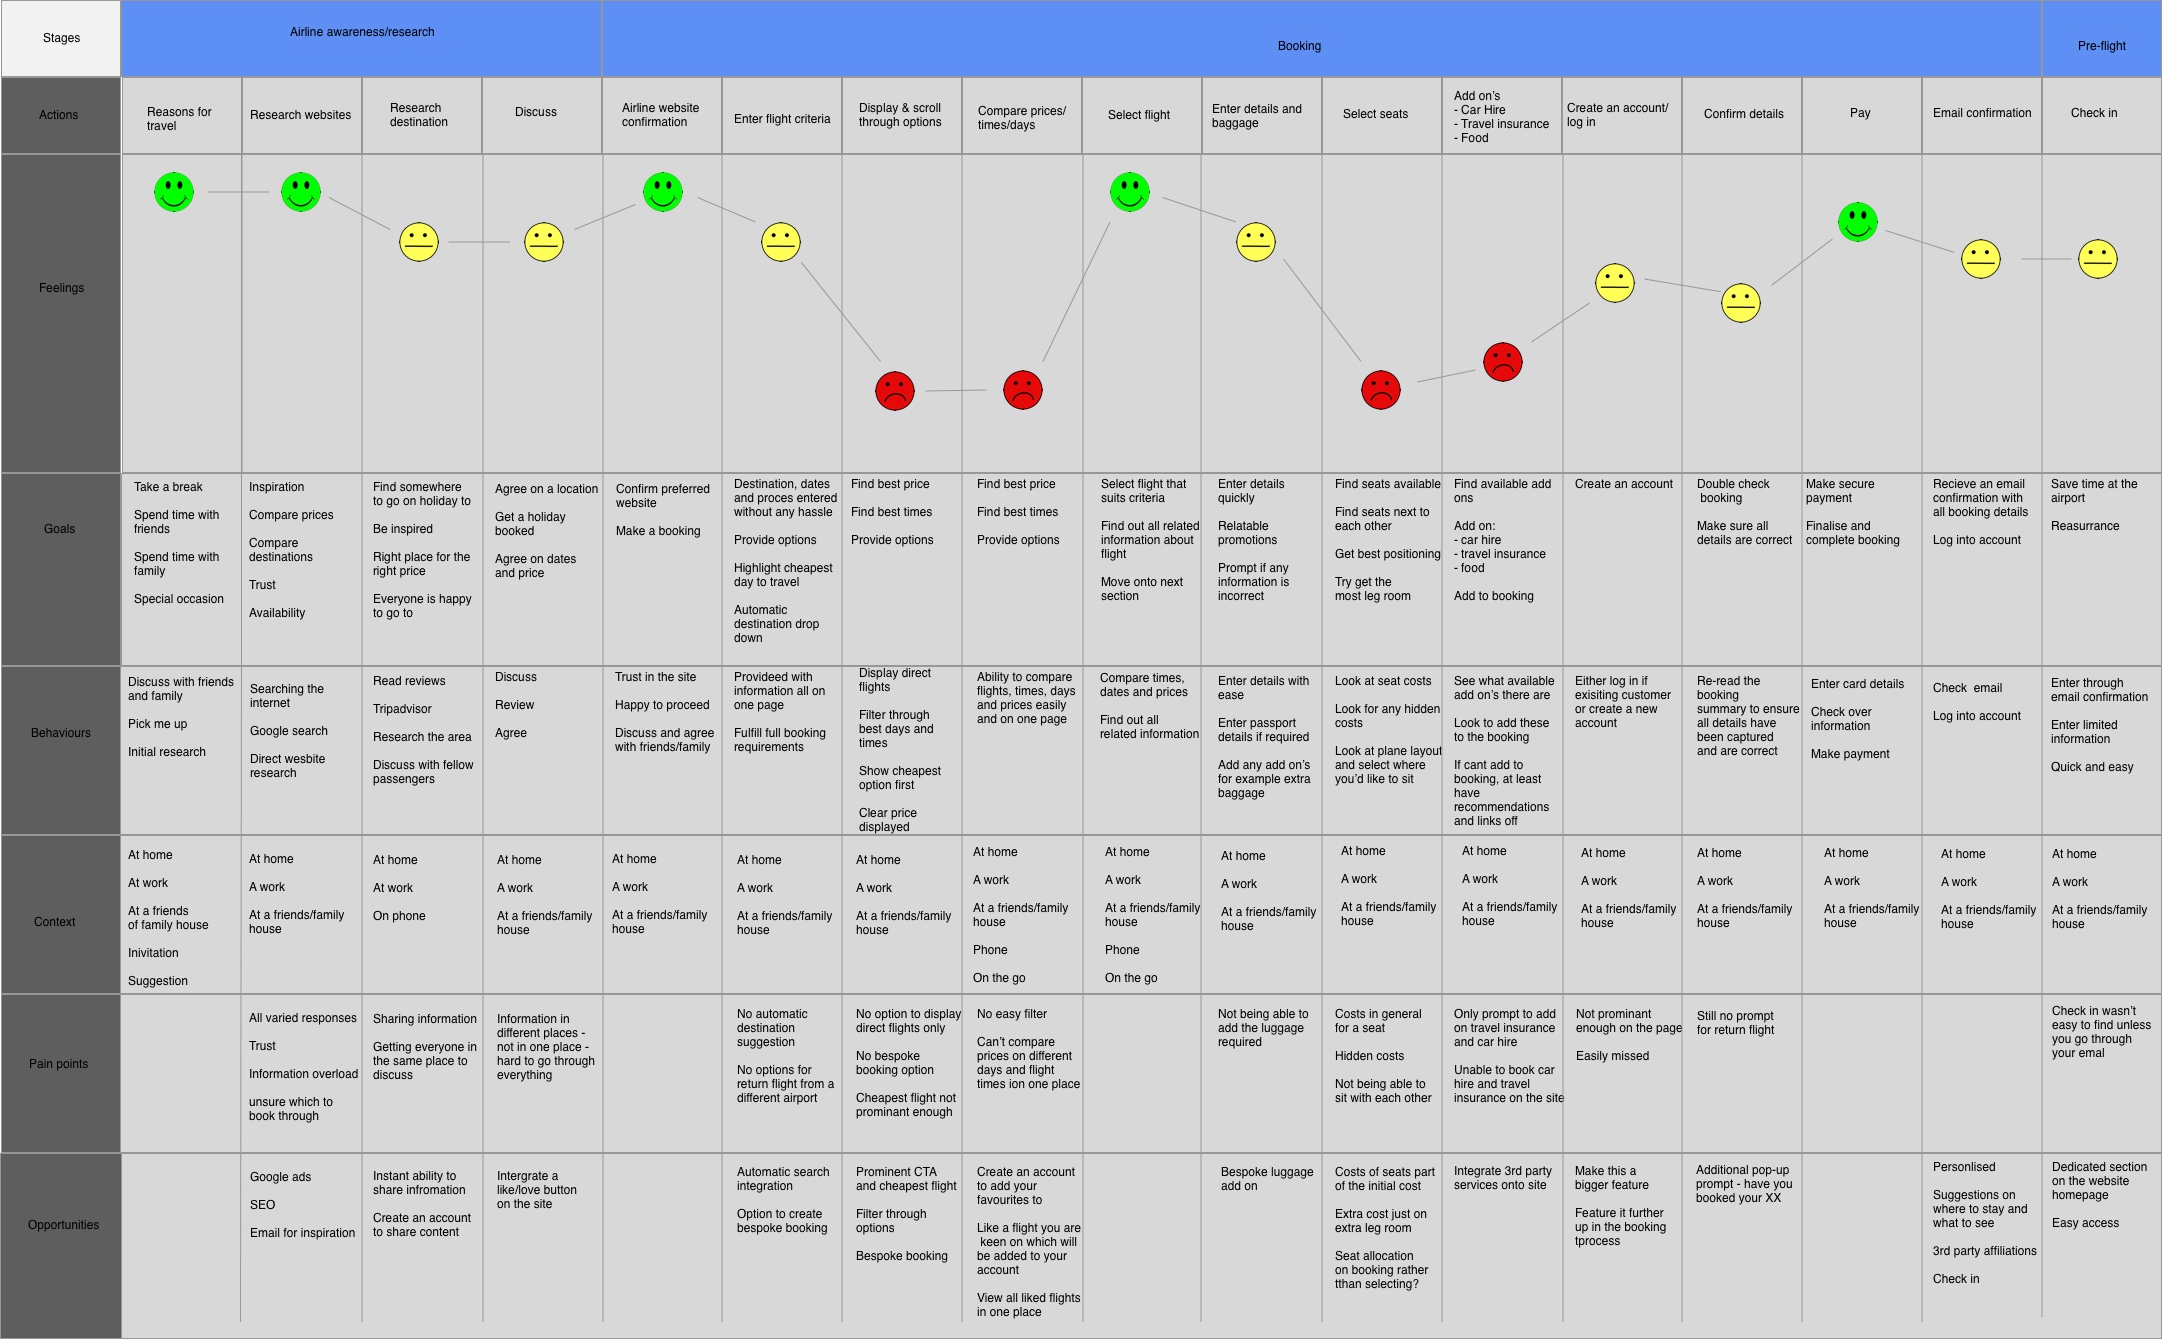 Stages
Airline awareness/research
Booking
Pre-flight
Actions
Reasons for
travel
Research websites
Research
destination
Discuss
Airline website
confirmation
Enter flight criteria
Display & scroll
through options
Compare prices/
times/days
Select flight
Enter details and
baggage
Select seats
Add on's
- Car Hire
- Travel insurance
- Food
Create an account/
log in
Confirm details
Pay
Email confirmation
Check in
Feelings
Goals
Take a break
Spend time with
friends
Spend time with
family
Special occasion
Inspiration
Compare prices
Compare
destinations
Trust
Availability
Find somewhere
to go on holiday to
Be inspired
Right place for the
right price
Everyone is happy
to go to
Agree on a location
Get a holiday
booked
Agree on dates
and price
Confirm preferred
website
Make a booking
Destination, dates
and proces entered
without any hassle
Provide options
Highlight cheapest
day to travel
Automatic
destination drop
down
Find best price
Find best times
Provide options
Find best price
Find best times
Provide options
Select flight that
suits criteria
Find out all related
information about
flight
Move onto next
section
Enter details
quickly
Relatable
promotions
Prompt if any
information is
incorrect
Find seats available
Find seats next to
each other
Get best positioning
Try get the
most leg room
Find available add
ons
Add on:
- car hire
- travel insurance
- food
Add to booking
Create an account
Double check
booking
Make sure all
details are correct
Make secure
payment
Finalise and
complete booking
Recieve an email
confirmation with
all booking details
Log into account
Save time at the
airport
Reasurrance
Behaviours
Discuss with friends
and family
Pick me up
Initial research
Searching the
internet
Google search
Direct wesbite
research
Read reviews
Tripadvisor
Research the area
Discuss with fellow
passengers
Discuss
Review
Agree
Trust in the site
Happy to proceed
Discuss and agree
with friends/family
Provideed with
information all on
one page
Fulfill full booking
requirements
Display direct
flights
Filter through
best days and
times
Show cheapest
option first
Clear price
displayed
Ability to compare
flights, times, days
and prices easily
and on one page
Compare times,
dates and prices
Find out all
related information
Enter details with
ease
Enter passport
details if required
Add any add on's
for example extra
baggage
Look at seat costs
Look for any hidden
costs
Look at plane layout
and select where
you'd like to sit
See what available
add on's there are
Look to add these
to the booking
If cant add to
booking, at least
have
recommendations
and links off
Either log in if
exisiting customer
or create a new
account
Re-read the
booking
summary to ensure
all details have
been captured
and are correct
Enter card details
Check over
information
Make payment
Check  email
Log into account
Enter through
email confirmation
Enter limited
information
Quick and easy
Context
At home
At work
At a friends
of family house
Inivitation
Suggestion
At home
A work
At a friends/family
house
At home
At work
On phone
At home
A work
At a friends/family
house
At home
A work
At a friends/family
house
At home
A work
At a friends/family
house
At home
A work
At a friends/family
house
At home
A work
At a friends/family
house
Phone
On the go
At home
A work
At a friends/family
house
Phone
On the go
At home
A work
At a friends/family
house
At home
A work
At a friends/family
house
At home
A work
At a friends/family
house
At home
A work
At a friends/family
house
At home
A work
At a friends/family
house
At home
A work
At a friends/family
house
At home
A work
At a friends/family
house
At home
A work
At a friends/family
house
Pain points
All varied responses
Trust
Information overload
unsure which to
book through
Sharing information
Getting everyone in
the same place to
discuss
Information in
different places -
not in one place -
hard to go through
everything
No automatic
destination
suggestion
No options for
return flight from a
different airport
No option to display
direct flights only
No bespoke
booking option
Cheapest flight not
prominant enough
No easy filter
Can't compare
prices on different
days and flight
times ion one place
Not being able to
add the luggage
required
Costs in general
for a seat
Hidden costs
Not being able to
sit with each other
Only prompt to add
on travel insurance
and car hire
Unable to book car
hire and travel
insurance on the site
Not prominant
enough on the page
Easily missed
Still no prompt
for return flight
Check in wasn't
easy to find unless
you go through
your emal
Opportunities
Google ads
SEO
Email for inspiration
Instant ability to
share infromation
Create an account
to share content
Intergrate a
like/love button
on the site
Automatic search
integration
Option to create
bespoke booking
Prominent CTA
and cheapest flight
Filter through
options
Bespoke booking
Create an account
to add your
favourites to
Like a flight you are
keen on which will
be added to your
account
View all liked flights
in one place
Bespoke luggage
add on
Costs of seats part
of the initial cost
Extra cost just on
extra leg room
Seat allocation
on booking rather
tthan selecting?
Integrate 3rd party
services onto site
Make this a
bigger feature
Feature it further
up in the booking
tprocess
Additional pop-up
prompt - have you
booked your XX
Personlised
Suggestions on
where to stay and
what to see
3rd party affiliations
Check in
Dedicated section
on the website
homepage
Easy access